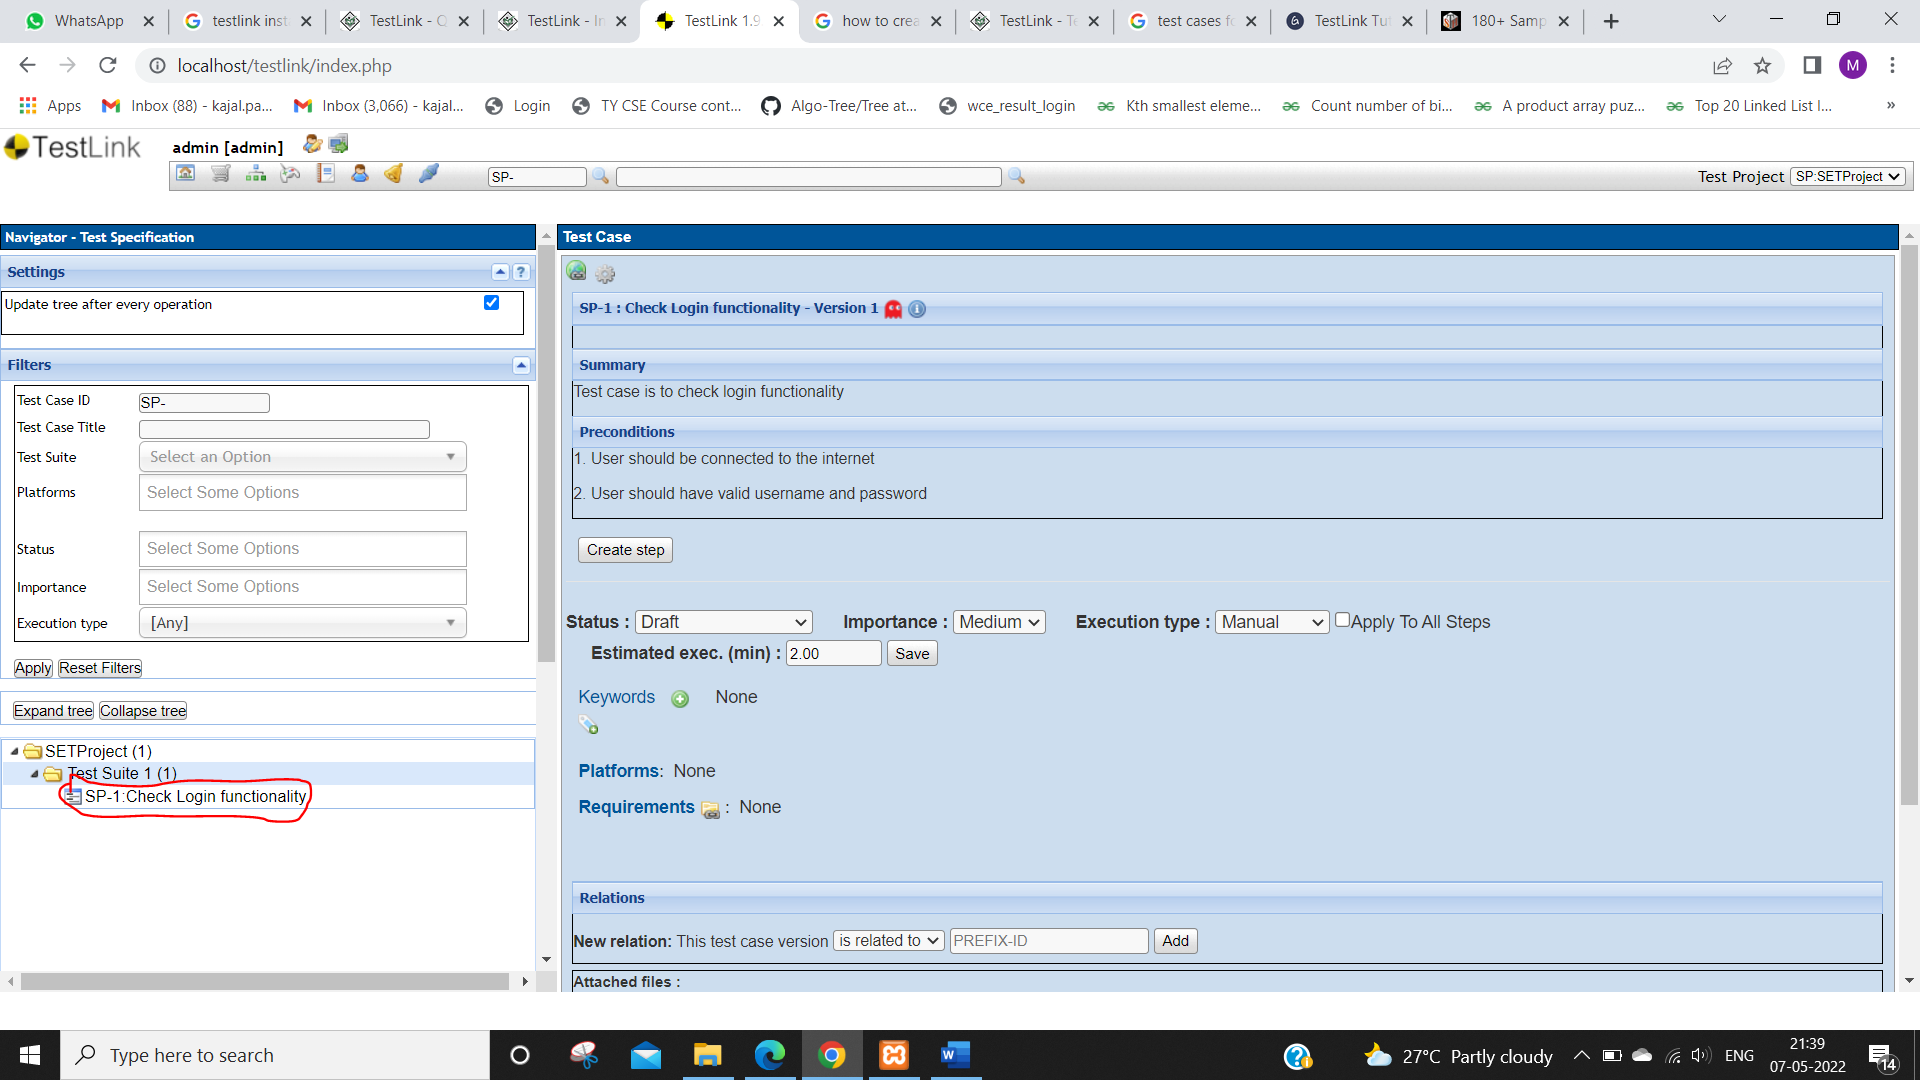 WhatsApp
testlink inst
TestLink - O
TestLink - In
TestLink 1.9
how to crea
TestLink - Te
test cases fo
TestLink Tut
180+ Samp
localhost/testlink/index.php
M
Apps
Inbox (88) - kajal.pa...
Inbox (3,066) - kajal...
Login
TY CSE Course cont...
Algo-Tree/Tree at...
wce_result_login
Kth smallest eleme...
Count number of bi...
A product array puz...
Top 20 Linked List I...
»
TestLink
admin [admin]
SP-
Test Project SP:SETProject
Navigator - Test Specification
Settings
Update tree after every operation
Filters
Test Case ID SP-
Test Case Title
Test Suite Select an Option
Platforms Select Some Options
Status Select Some Options
Importance Select Some Options
Execution type [Any]
Apply Reset Filters
Expand tree Collapse tree
SETProject (1)
Test Suite 1 (1)
SP-1:Check Login functionality
Test Case
SP-1 : Check Login functionality - Version 1
Summary
Test case is to check login functionality
Preconditions
1. User should be connected to the internet
2. User should have valid username and password
Create step
Status : Draft Importance : Medium Execution type : Manual Apply To All Steps
Estimated exec. (min) : 2.00 Save
Keywords None
Platforms: None
Requirements : None
Relations
New relation: This test case version is related to PREFIX-ID Add
Attached files :
Type here to search
27°C Partly cloudy
ENG
21:39
07-05-2022
14